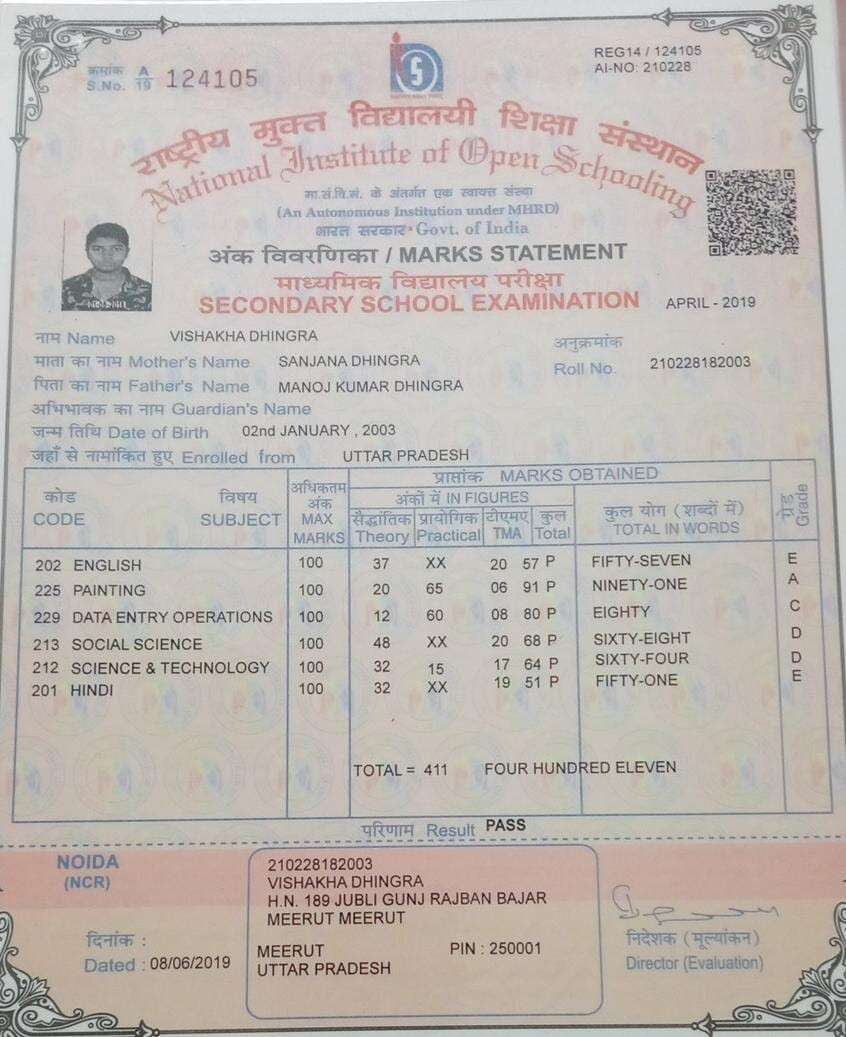 क्रमांक A 124105
S.No. 19
REG14 / 124105
AI-NO: 210228
राष्ट्रीय मुक्त विद्यालयी शिक्षा संस्थान
National Institute of Open Schooling
मा.सं.वि.मं. के अंतर्गत एक स्वायत्त संस्था
(An Autonomous Institution under MHRD)
भारत सरकार • Govt. of India
अंक विवरणिका / MARKS STATEMENT
माध्यमिक विद्यालय परीक्षा
SECONDARY SCHOOL EXAMINATION APRIL - 2019
नाम Name VISHAKHA DHINGRA अनुक्रमांक
माता का नाम Mother's Name SANJANA DHINGRA Roll No. 210228182003
पिता का नाम Father's Name MANOJ KUMAR DHINGRA
अभिभावक का नाम Guardian's Name
जन्म तिथि Date of Birth 02nd JANUARY , 2003
जहाँ से नामांकित हुए Enrolled from UTTAR PRADESH
कोड CODE
विषय SUBJECT
अधिकतम अंक MAX MARKS
प्राप्तांक MARKS OBTAINED
अंकों में IN FIGURES
सैद्धांतिक Theory
प्रायोगिक Practical
टीएमए TMA
कुल Total
कुल योग (शब्दों में) TOTAL IN WORDS
ग्रेड Grade
202 ENGLISH 100 37 XX 20 57 P FIFTY-SEVEN E
225 PAINTING 100 20 65 06 91 P NINETY-ONE A
229 DATA ENTRY OPERATIONS 100 12 60 08 80 P EIGHTY C
213 SOCIAL SCIENCE 100 48 XX 20 68 P SIXTY-EIGHT D
212 SCIENCE & TECHNOLOGY 100 32 15 17 64 P SIXTY-FOUR D
201 HINDI 100 32 XX 19 51 P FIFTY-ONE E
TOTAL = 411 FOUR HUNDRED ELEVEN
परिणाम Result PASS
NOIDA
(NCR)
दिनांक :
Dated : 08/06/2019
210228182003
VISHAKHA DHINGRA
H.N. 189 JUBLI GUNJ RAJBAN BAJAR
MEERUT MEERUT
MEERUT PIN : 250001
UTTAR PRADESH
निदेशक (मूल्यांकन)
Director (Evaluation)